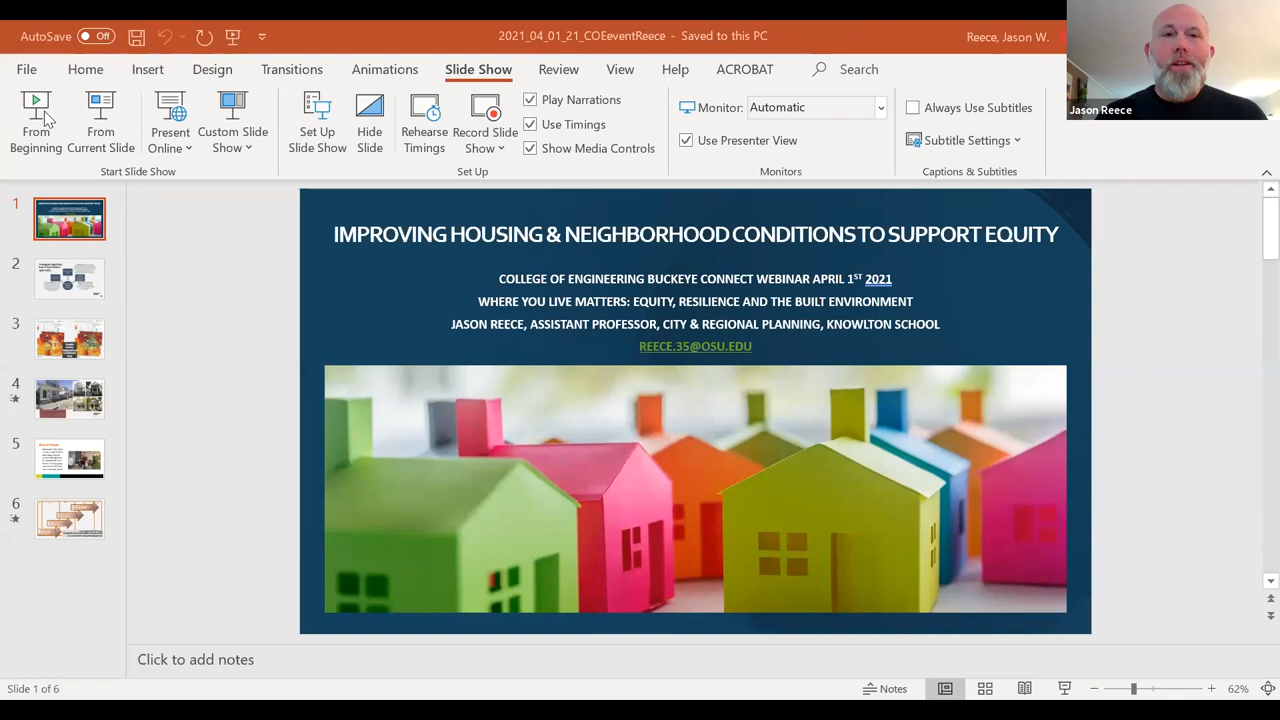 AutoSave Off
2021_04_01_21_COEeventReece - Saved to this PC
Reece, Jason W.
File Home Insert Design Transitions Animations Slide Show Review View Help ACROBAT Search
From Beginning
From Current Slide
Present Online
Custom Slide Show
Start Slide Show
Set Up Slide Show
Hide Slide
Rehearse Timings
Record Slide Show
Play Narrations
Use Timings
Show Media Controls
Set Up
Monitor: Automatic
Use Presenter View
Monitors
Always Use Subtitles
Subtitle Settings
Captions & Subtitles
Jason Reece
1
2
3
4
5
6
IMPROVING HOUSING & NEIGHBORHOOD CONDITIONS TO SUPPORT EQUITY
COLLEGE OF ENGINEERING BUCKEYE CONNECT WEBINAR APRIL 1ST 2021
WHERE YOU LIVE MATTERS: EQUITY, RESILIENCE AND THE BUILT ENVIRONMENT
JASON REECE, ASSISTANT PROFESSOR, CITY & REGIONAL PLANNING, KNOWLTON SCHOOL
REECE.35@OSU.EDU
Click to add notes
Slide 1 of 6
Notes
62%